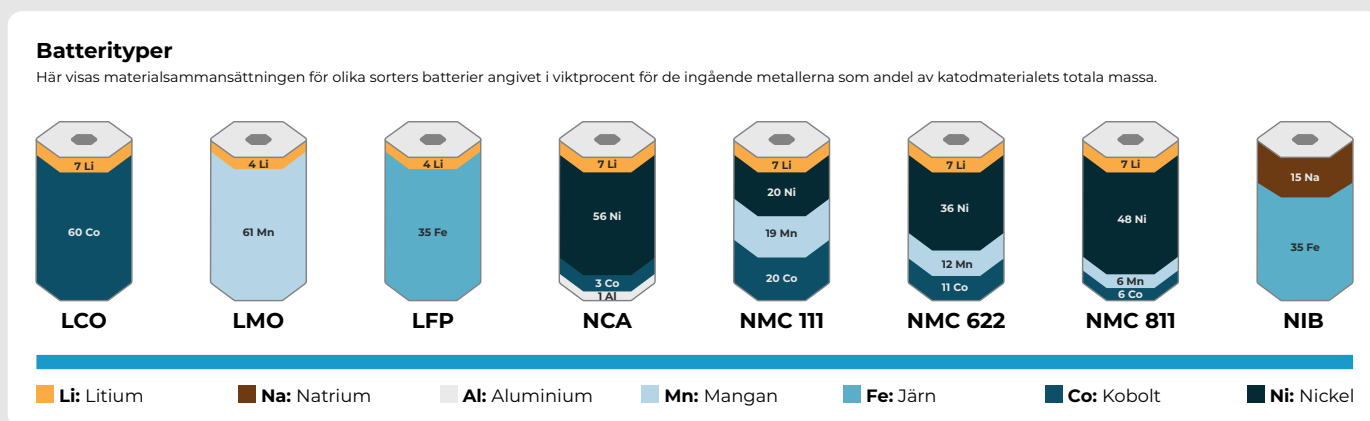 Batterityper
Här visas materialsammansättningen för olika sorters batterier angivet i viktprocent för de ingående metallerna som andel av katodmaterialets totala massa.
7 Li
60 Co
LCO
4 Li
61 Mn
LMO
4 Li
35 Fe
LFP
7 Li
56 Ni
3 Co
1 Al
NCA
7 Li
20 Ni
19 Mn
20 Co
NMC 111
7 Li
36 Ni
12 Mn
11 Co
NMC 622
7 Li
48 Ni
6 Mn
6 Co
NMC 811
15 Na
35 Fe
NIB
Li: Litium
Na: Natrium
Al: Aluminium
Mn: Mangan
Fe: Järn
Co: Kobolt
Ni: Nickel